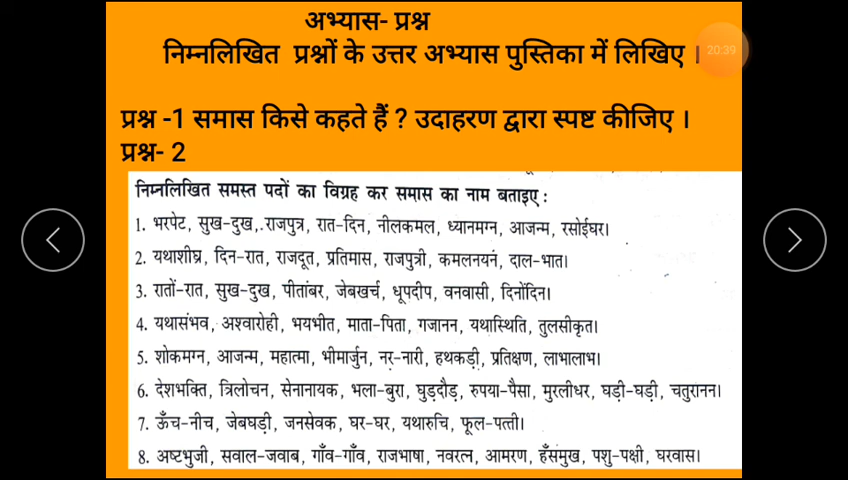 अभ्यास- प्रश्न
निम्नलिखित प्रश्नों के उत्तर अभ्यास पुस्तिका में लिखिए ।
20:39
प्रश्न -1 समास किसे कहते हैं ? उदाहरण द्वारा स्पष्ट कीजिए ।
प्रश्न- 2
निम्नलिखित समस्त पदों का विग्रह कर समास का नाम बताइए :
1. भरपेट, सुख-दुख, राजपुत्र, रात-दिन, नीलकमल, ध्यानमग्न, आजन्म, रसोईघर।
2. यथाशीघ्र, दिन-रात, राजदूत, प्रतिमास, राजपुत्री, कमलनयन, दाल-भात।
3. रातों-रात, सुख-दुख, पीतांबर, जेबखर्च, धूपदीप, वनवासी, दिनोंदिन।
4. यथासंभव, अश्वारोही, भयभीत, माता-पिता, गजानन, यथास्थिति, तुलसीकृत।
5. शोकमग्न, आजन्म, महात्मा, भीमार्जुन, नर-नारी, हथकड़ी, प्रतिक्षण, लाभालाभ।
6. देशभक्ति, त्रिलोचन, सेनानायक, भला-बुरा, घुड़दौड़, रुपया-पैसा, मुरलीधर, घड़ी-घड़ी, चतुरानन।
7. ऊँच-नीच, जेबघड़ी, जनसेवक, घर-घर, यथारुचि, फूल-पत्ती।
8. अष्टभुजी, सवाल-जवाब, गाँव-गाँव, राजभाषा, नवरत्न, आमरण, हँसमुख, पशु-पक्षी, घरवास।